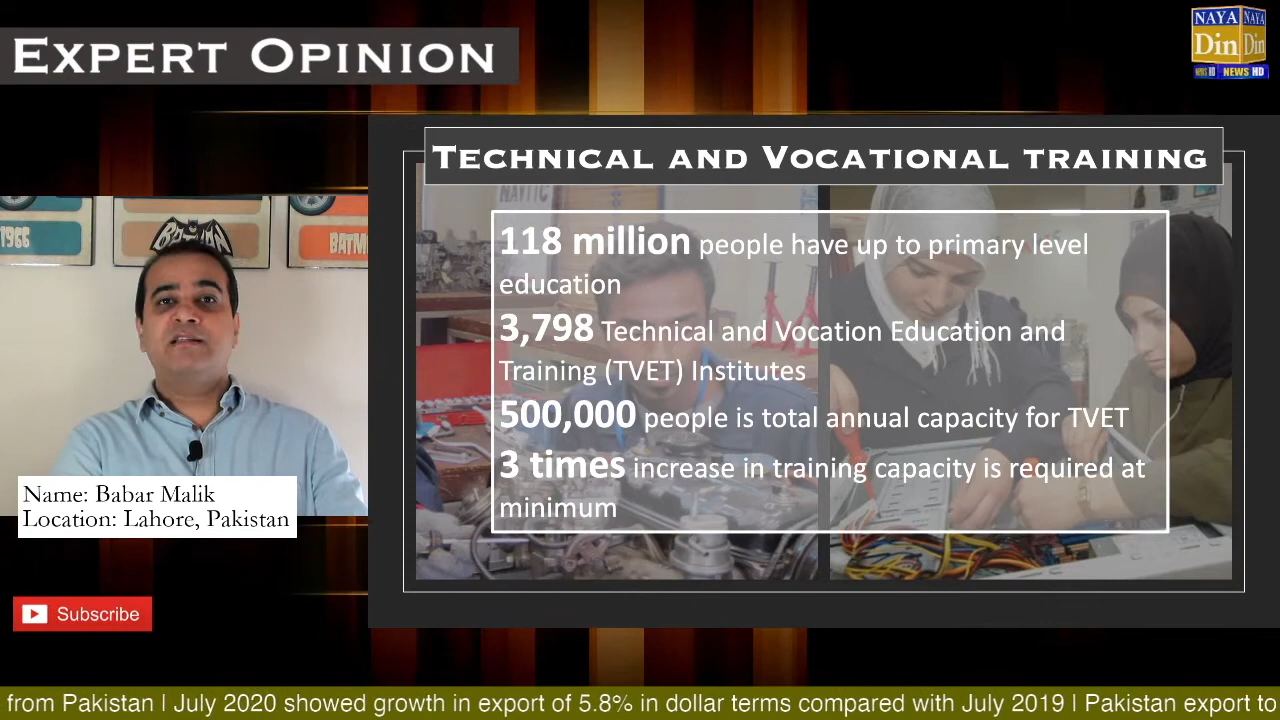 EXPERT OPINION
NAYA NAYA
Din Din
NEWS HD NEWS HD
TECHNICAL AND VOCATIONAL TRAINING
NAVTTC
118 million people have up to primary level
education
3,798 Technical and Vocation Education and
Training (TVET) Institutes
500,000 people is total annual capacity for TVET
3 times increase in training capacity is required at
minimum
1966
BATMAN
BATM
Name: Babar Malik
Location: Lahore, Pakistan
Subscribe
from Pakistan | July 2020 showed growth in export of 5.8% in dollar terms compared with July 2019 | Pakistan export to